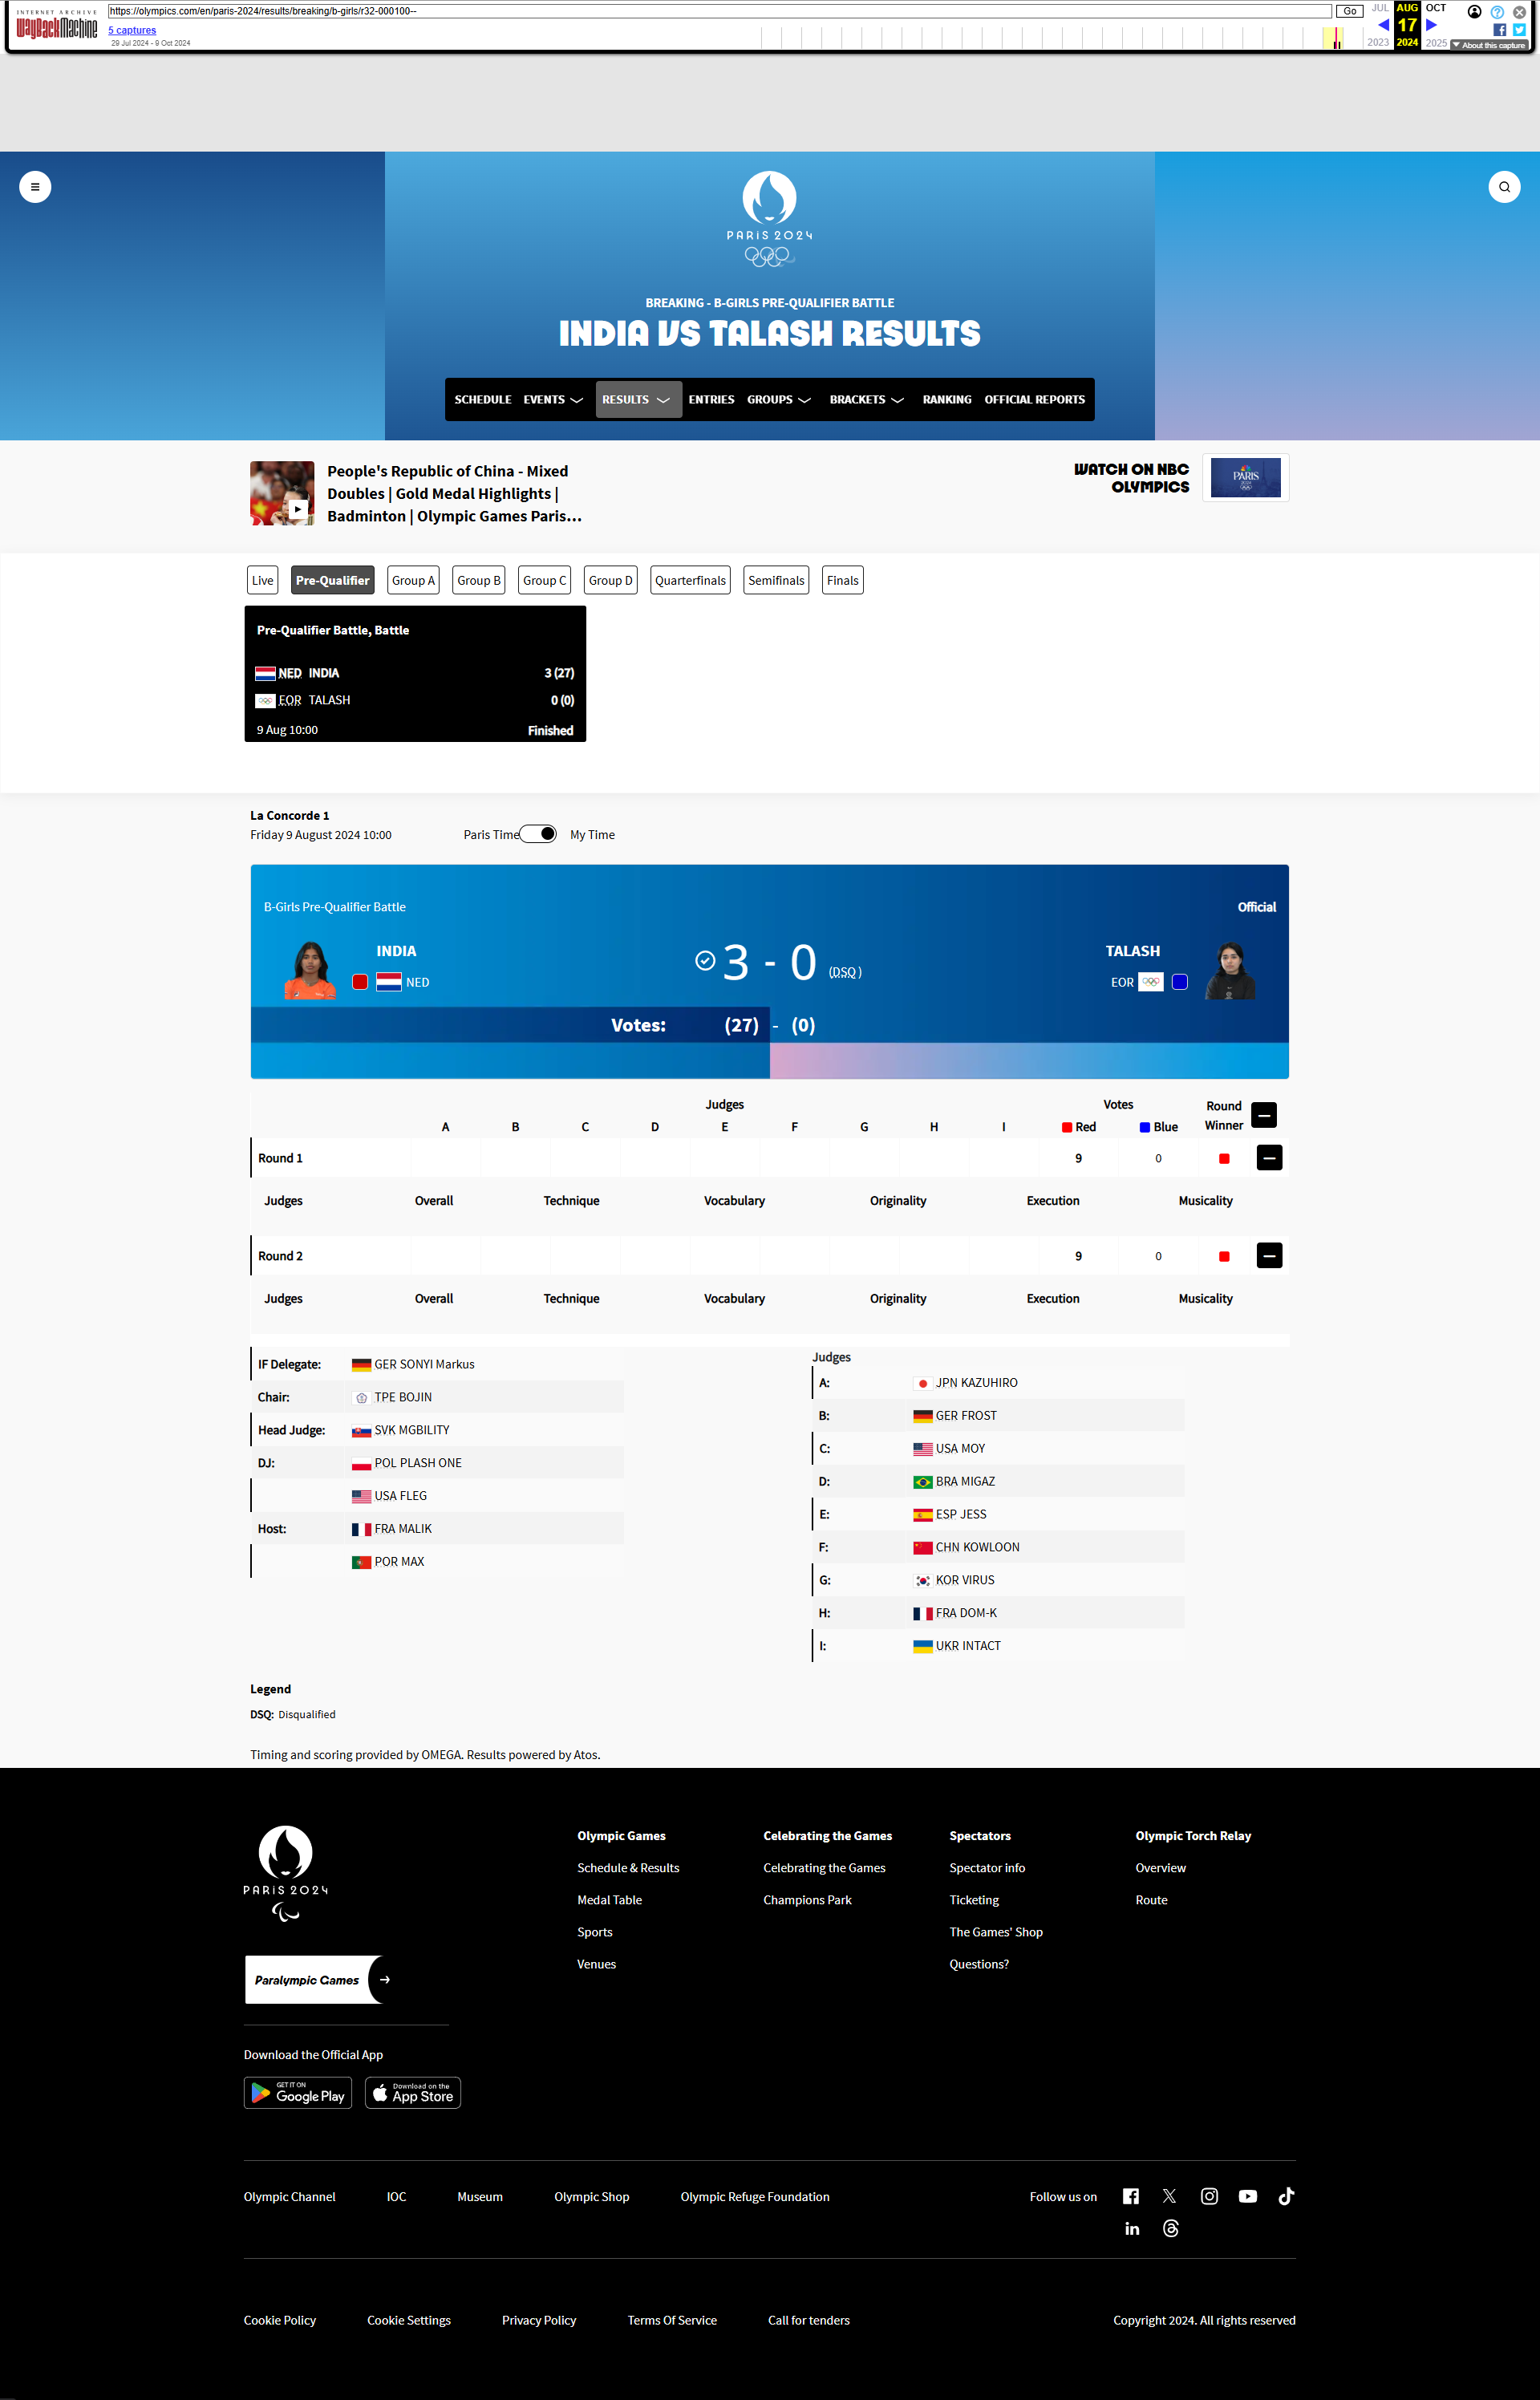 INTERNET ARCHIVE
WayBackMachine
https://olympics.com/en/paris-2024/results/breaking/b-girls/r32-000100--
Go
JUL AUG OCT
5 captures
17
29 Jul 2024 - 9 Oct 2024
2023 2024 2025
About this capture
PARIS 2024
BREAKING - B-GIRLS PRE-QUALIFIER BATTLE
INDIA VS TALASH RESULTS
SCHEDULE EVENTS RESULTS ENTRIES GROUPS BRACKETS RANKING OFFICIAL REPORTS
People's Republic of China - Mixed
Doubles | Gold Medal Highlights |
Badminton | Olympic Games Paris...
WATCH ON NBC
OLYMPICS
PARIS
2024
Live Pre-Qualifier Group A Group B Group C Group D Quarterfinals Semifinals Finals
Pre-Qualifier Battle, Battle
NED INDIA 3 (27)
EOR TALASH 0 (0)
9 Aug 10:00 Finished
La Concorde 1
Friday 9 August 2024 10:00 Paris Time My Time
B-Girls Pre-Qualifier Battle Official
INDIA 3 - 0 (DSQ ) TALASH
NED EOR
Votes: (27) - (0)
Judges Votes Round Winner
A B C D E F G H I Red Blue
Round 1 9 0
Judges Overall Technique Vocabulary Originality Execution Musicality
Round 2 9 0
Judges Overall Technique Vocabulary Originality Execution Musicality
IF Delegate: GER SONYI Markus
Chair: TPE BOJIN
Head Judge: SVK MGBILITY
DJ: POL PLASH ONE
USA FLEG
Host: FRA MALIK
POR MAX
Judges
A: JPN KAZUHIRO
B: GER FROST
C: USA MOY
D: BRA MIGAZ
E: ESP JESS
F: CHN KOWLOON
G: KOR VIRUS
H: FRA DOM-K
I: UKR INTACT
Legend
DSQ: Disqualified
Timing and scoring provided by OMEGA. Results powered by Atos.
PARIS 2024
Paralympic Games
Download the Official App
GET IT ON
Google Play
Download on the
App Store
Olympic Games
Schedule & Results
Medal Table
Sports
Venues
Celebrating the Games
Celebrating the Games
Champions Park
Spectators
Spectator info
Ticketing
The Games' Shop
Questions?
Olympic Torch Relay
Overview
Route
Olympic Channel IOC Museum Olympic Shop Olympic Refuge Foundation Follow us on
Cookie Policy Cookie Settings Privacy Policy Terms Of Service Call for tenders Copyright 2024. All rights reserved